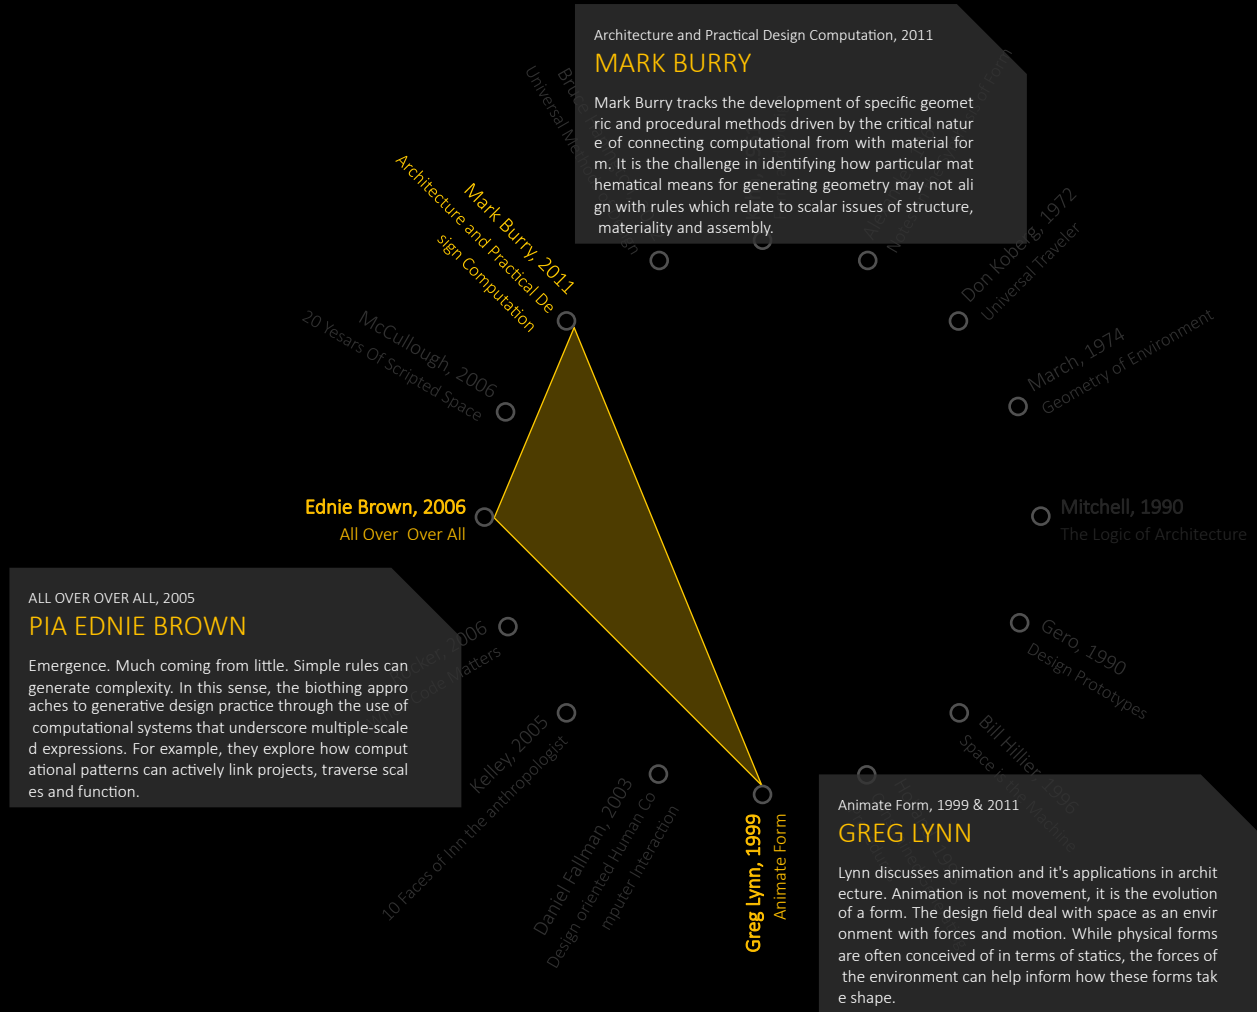 Architecture and Practical Design Computation, 2011
MARK BURRY
Mark Burry tracks the development of specific geomet
ric and procedural methods driven by the critical natur
e of connecting computational from with material for
m. It is the challenge in identifying how particular mat
hematical means for generating geometry may not ali
gn with rules which relate to scalar issues of structure,
materiality and assembly.
Mark Burry, 2011
Architecture and Practical De
sign Computation
Don Koberg, 1972
Universal Traveler
McCullough, 2006
20 Yesars Of Scripted Space
March, 1974
Geometry of Environment
Ednie Brown, 2006
All Over Over All
Mitchell, 1990
The Logic of Architecture
ALL OVER OVER ALL, 2005
PIA EDNIE BROWN
Emergence. Much coming from little. Simple rules can
generate complexity. In this sense, the biothing appro
aches to generative design practice through the use of
computational systems that underscore multiple-scale
d expressions. For example, they explore how comput
ational patterns can actively link projects, traverse scal
es and function.
Gero, 1990
Design Prototypes
Kelley, 2005
10 Faces of Inn the anthropologist
Daniel Fallman, 2003
Design oriented Human Co
mputer Interaction
Greg Lynn, 1999
Animate Form
Bill Hillier, 1996
Space is the Machine
Animate Form, 1999 & 2011
GREG LYNN
Lynn discusses animation and it's applications in archit
ecture. Animation is not movement, it is the evolution
of a form. The design field deal with space as an envir
onment with forces and motion. While physical forms
are often conceived of in terms of statics, the forces of
the environment can help inform how these forms tak
e shape.